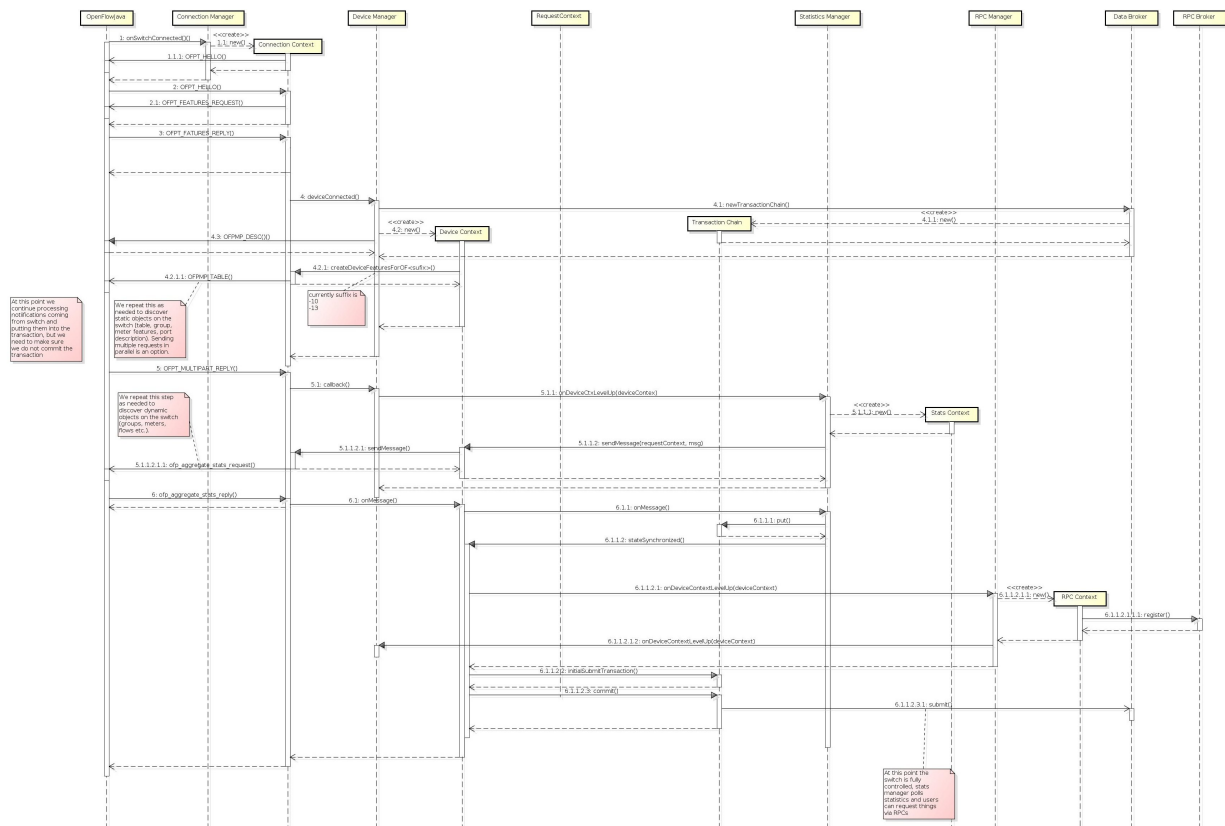 OpenFlowJava
Connection Manager
Device Manager
RequestContext
Statistics Manager
RPC Manager
Data Broker
RPC Broker
1: onSwitchConnected()()
<<create>>
1.1: new()
Connection Context
1.1.1: OFPT_HELLO()
2: OFPT_HELLO()
2.1: OFPT_FEATURES_REQUEST()
3: OFPT_FATURES_REPLY()
4: deviceConnected()
4.1: newTransactionChain()
<<create>>
4.1.1: new()
Transaction Chain
<<create>>
4.2: new()
Device Context
4.3: OFPMP_DESC()()
4.2.1: createDeviceFeaturesForOF<sufix>()
4.2.1.1: OFPMP_TABLE()
currently suffix is
-10
-13
At this point we
continue processing
notifications coming
from switch and
putting them into the
transaction, but we
need to make sure
we do not commit the
transaction
We repeat this as
needed to discover
static objects on the
switch (table, group,
meter features, port
description). Sending
multiple requests in
parallel is an option.
5: OFPT_MULTIPART_REPLY()
5.1: callback()
5.1.1: onDeviceCtxLevelUp(deviceContex)
We repeat this step
as needed to
discover dynamic
objects on the switch
(groups, meters,
flows etc.).
<<create>>
5.1.1.1: new()
Stats Context
5.1.1.2: sendMessage(requestContext, msg)
5.1.1.2.1: sendMessage()
5.1.1.2.1.1: ofp_aggregate_stats_request()
6: ofp_aggregate_stats_reply()
6.1: onMessage()
6.1.1: onMessage()
6.1.1.1: put()
6.1.1.2: stateSynchronized()
6.1.1.2.1: onDeviceContextLevelUp(deviceContext)
<<create>>
6.1.1.2.1.1: new()
RPC Context
6.1.1.2.1.1.1: register()
6.1.1.2.1.2: onDeviceContextLevelUp(deviceContext)
6.1.1.2.2: initialSubmitTransaction()
6.1.1.2.3: commit()
6.1.1.2.3.1: submit()
At this point the
switch is fully
controlled, stats
manager polls
statistics and users
can request things
via RPCs